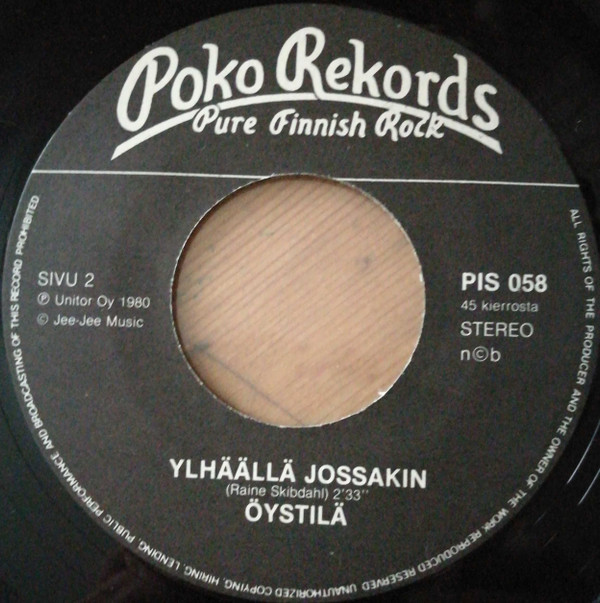 Poko Rekords
Pure Finnish Rock
SIVU 2
℗ Unitor Oy 1980
© Jee-Jee Music
PIS 058
45 kierrosta
STEREO
n©b
YLHÄÄLLÄ JOSSAKIN
(Raine Skibdahl) 2'33''
ÖYSTILÄ
ALL RIGHTS OF THE PRODUCER AND THE OWNER OF THE WORK REPRODUCED RESERVED UNAUTHORIZED COPYING, HIRING, LENDING, PUBLIC PERFORMANCE AND BROADCASTING OF THIS RECORD PROHIBITED